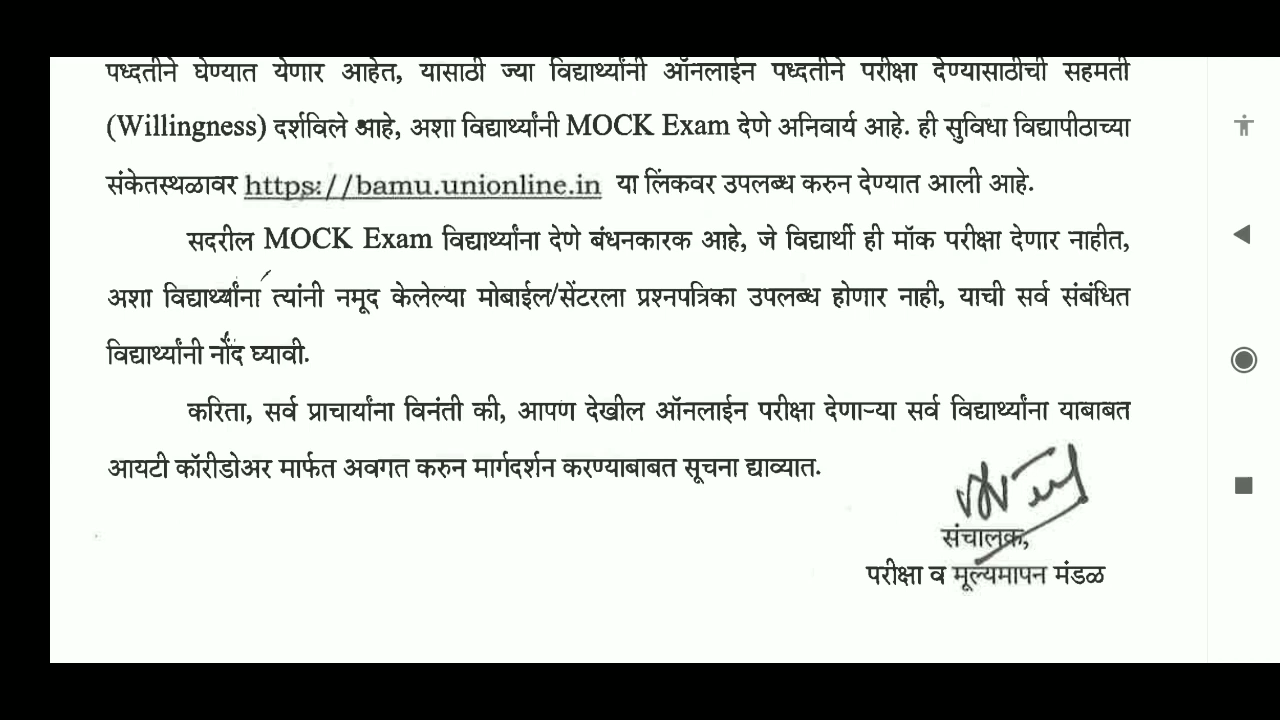 पध्दतीने घेण्यात येणार आहेत, यासाठी ज्या विद्यार्थ्यांनी ऑनलाईन पध्दतीने परीक्षा देण्यासाठीची सहमती
(Willingness) दर्शविले आहे, अशा विद्यार्थ्यांनी MOCK Exam देणे अनिवार्य आहे. ही सुविधा विद्यापीठाच्या
संकेतस्थळावर https://bamu.unionline.in या लिंकवर उपलब्ध करुन देण्यात आली आहे.
सदरील MOCK Exam विद्यार्थ्यांना देणे बंधनकारक आहे, जे विद्यार्थी ही मॉक परीक्षा देणार नाहीत,
अशा विद्यार्थ्यांना त्यांनी नमूद केलेल्या मोबाईल/सेंटरला प्रश्नपत्रिका उपलब्ध होणार नाही, याची सर्व संबंधित
विद्यार्थ्यांनी नोंद घ्यावी.
करिता, सर्व प्राचार्यांना विनंती की, आपण देखील ऑनलाईन परीक्षा देणाऱ्या सर्व विद्यार्थ्यांना याबाबत
आयटी कॉरीडोअर मार्फत अवगत करुन मार्गदर्शन करण्याबाबत सूचना द्याव्यात.
संचालक,
परीक्षा व मूल्यमापन मंडळ